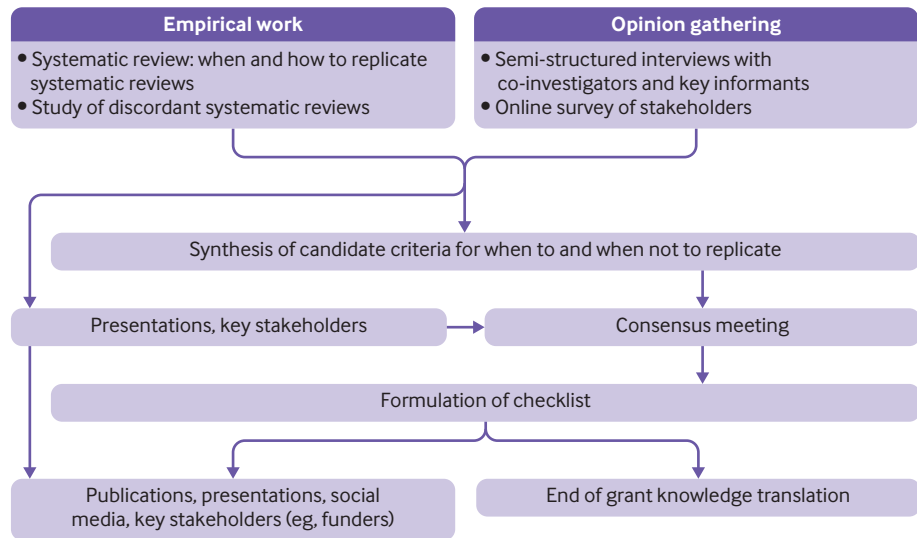 Empirical work
• Systematic review: when and how to replicate
systematic reviews
• Study of discordant systematic reviews
Opinion gathering
• Semi-structured interviews with
co-investigators and key informants
• Online survey of stakeholders
Synthesis of candidate criteria for when to and when not to replicate
Presentations, key stakeholders
Consensus meeting
Formulation of checklist
Publications, presentations, social
media, key stakeholders (eg, funders)
End of grant knowledge translation